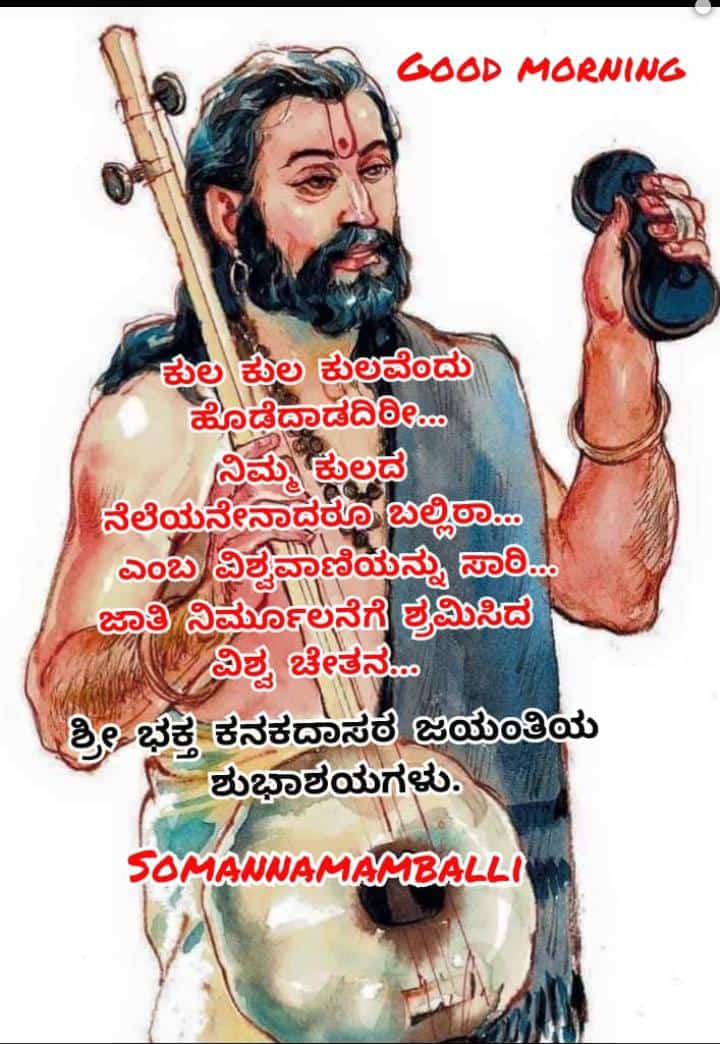 GOOD MORNING
ಕುಲ ಕುಲ ಕುಲವೆಂದು
ಹೊಡೆದಾಡದಿರೀ...
ನಿಮ್ಮ ಕುಲದ
ನೆಲೆಯನೇನಾದರೂ ಬಲ್ಲಿರಾ...
ಎಂಬ ವಿಶ್ವವಾಣಿಯನ್ನು ಸಾರಿ...
ಜಾತಿ ನಿರ್ಮೂಲನೆಗೆ ಶ್ರಮಿಸಿದ
ವಿಶ್ವ ಚೇತನ...
ಶ್ರೀ ಭಕ್ತ ಕನಕದಾಸರ ಜಯಂತಿಯ
ಶುಭಾಶಯಗಳು.
SOMANNAMAMBALLI